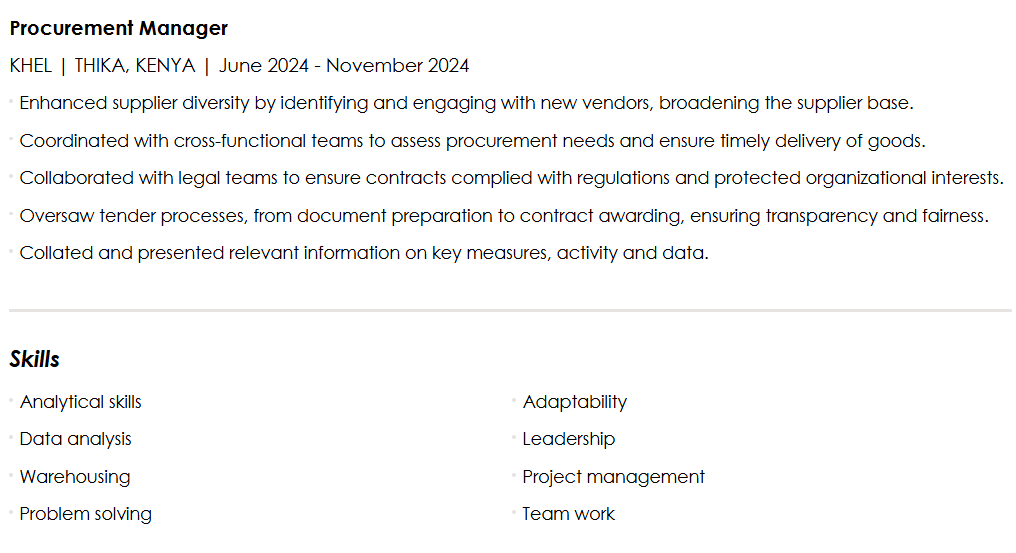 Procurement Manager
KHEL | THIKA, KENYA | June 2024 - November 2024
Enhanced supplier diversity by identifying and engaging with new vendors, broadening the supplier base.
Coordinated with cross-functional teams to assess procurement needs and ensure timely delivery of goods.
Collaborated with legal teams to ensure contracts complied with regulations and protected organizational interests.
Oversaw tender processes, from document preparation to contract awarding, ensuring transparency and fairness.
Collated and presented relevant information on key measures, activity and data.
Skills
Analytical skills
Data analysis
Warehousing
Problem solving
Adaptability
Leadership
Project management
Team work